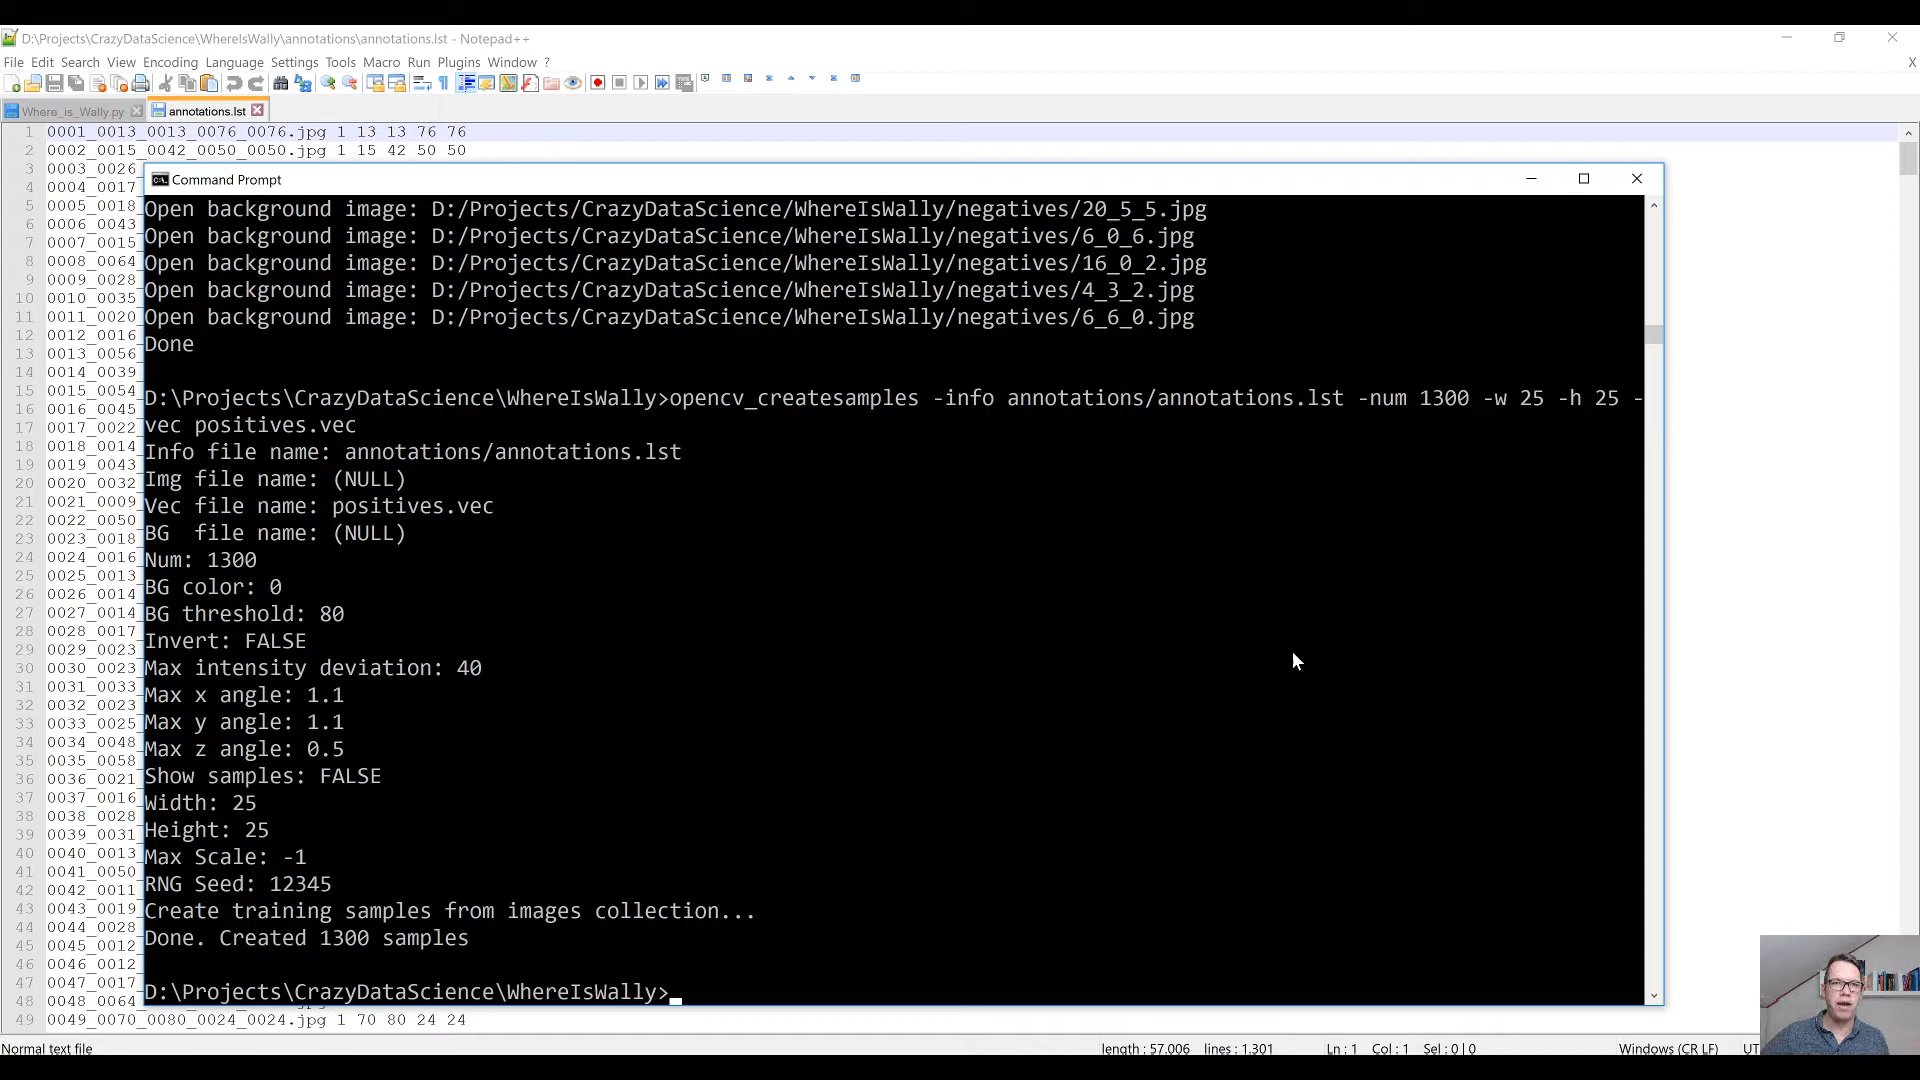 D:\Projects\CrazyDataScience\WhereIsWally\annotations\annotations.lst - Notepad++
File Edit Search View Encoding Language Settings Tools Macro Run Plugins Window ? X
Where_is_Wally.py annotations.lst
1 0001_0013_0013_0076_0076.jpg 1 13 13 76 76
2 0002_0015_0042_0050_0050.jpg 1 15 42 50 50
3 0003_0026
4 0004_0017
5 0005_0018
6 0006_0043
7 0007_0015
8 0008_0064
9 0009_0028
10 0010_0035
11 0011_0020
12 0012_0016
13 0013_0056
14 0014_0039
15 0015_0054
16 0016_0045
17 0017_0022
18 0018_0014
19 0019_0043
20 0020_0032
21 0021_0009
22 0022_0050
23 0023_0018
24 0024_0016
25 0025_0013
26 0026_0014
27 0027_0014
28 0028_0017
29 0029_0023
30 0030_0023
31 0031_0033
32 0032_0023
33 0033_0025
34 0034_0048
35 0035_0058
36 0036_0021
37 0037_0016
38 0038_0028
39 0039_0031
40 0040_0013
41 0041_0050
42 0042_0011
43 0043_0019
44 0044_0028
45 0045_0012
46 0046_0012
47 0047_0017
48 0048_0064
49 0049_0070_0080_0024_0024.jpg 1 70 80 24 24
Command Prompt
Open background image: D:/Projects/CrazyDataScience/WhereIsWally/negatives/20_5_5.jpg
Open background image: D:/Projects/CrazyDataScience/WhereIsWally/negatives/6_0_6.jpg
Open background image: D:/Projects/CrazyDataScience/WhereIsWally/negatives/16_0_2.jpg
Open background image: D:/Projects/CrazyDataScience/WhereIsWally/negatives/4_3_2.jpg
Open background image: D:/Projects/CrazyDataScience/WhereIsWally/negatives/6_6_0.jpg
Done
D:\Projects\CrazyDataScience\WhereIsWally>opencv_createsamples -info annotations/annotations.lst -num 1300 -w 25 -h 25 -
vec positives.vec
Info file name: annotations/annotations.lst
Img file name: (NULL)
Vec file name: positives.vec
BG  file name: (NULL)
Num: 1300
BG color: 0
BG threshold: 80
Invert: FALSE
Max intensity deviation: 40
Max x angle: 1.1
Max y angle: 1.1
Max z angle: 0.5
Show samples: FALSE
Width: 25
Height: 25
Max Scale: -1
RNG Seed: 12345
Create training samples from images collection...
Done. Created 1300 samples
D:\Projects\CrazyDataScience\WhereIsWally>
Normal text file length : 57.006 lines : 1.301 Ln : 1 Col : 1 Sel : 0 | 0 Windows (CR LF) UT